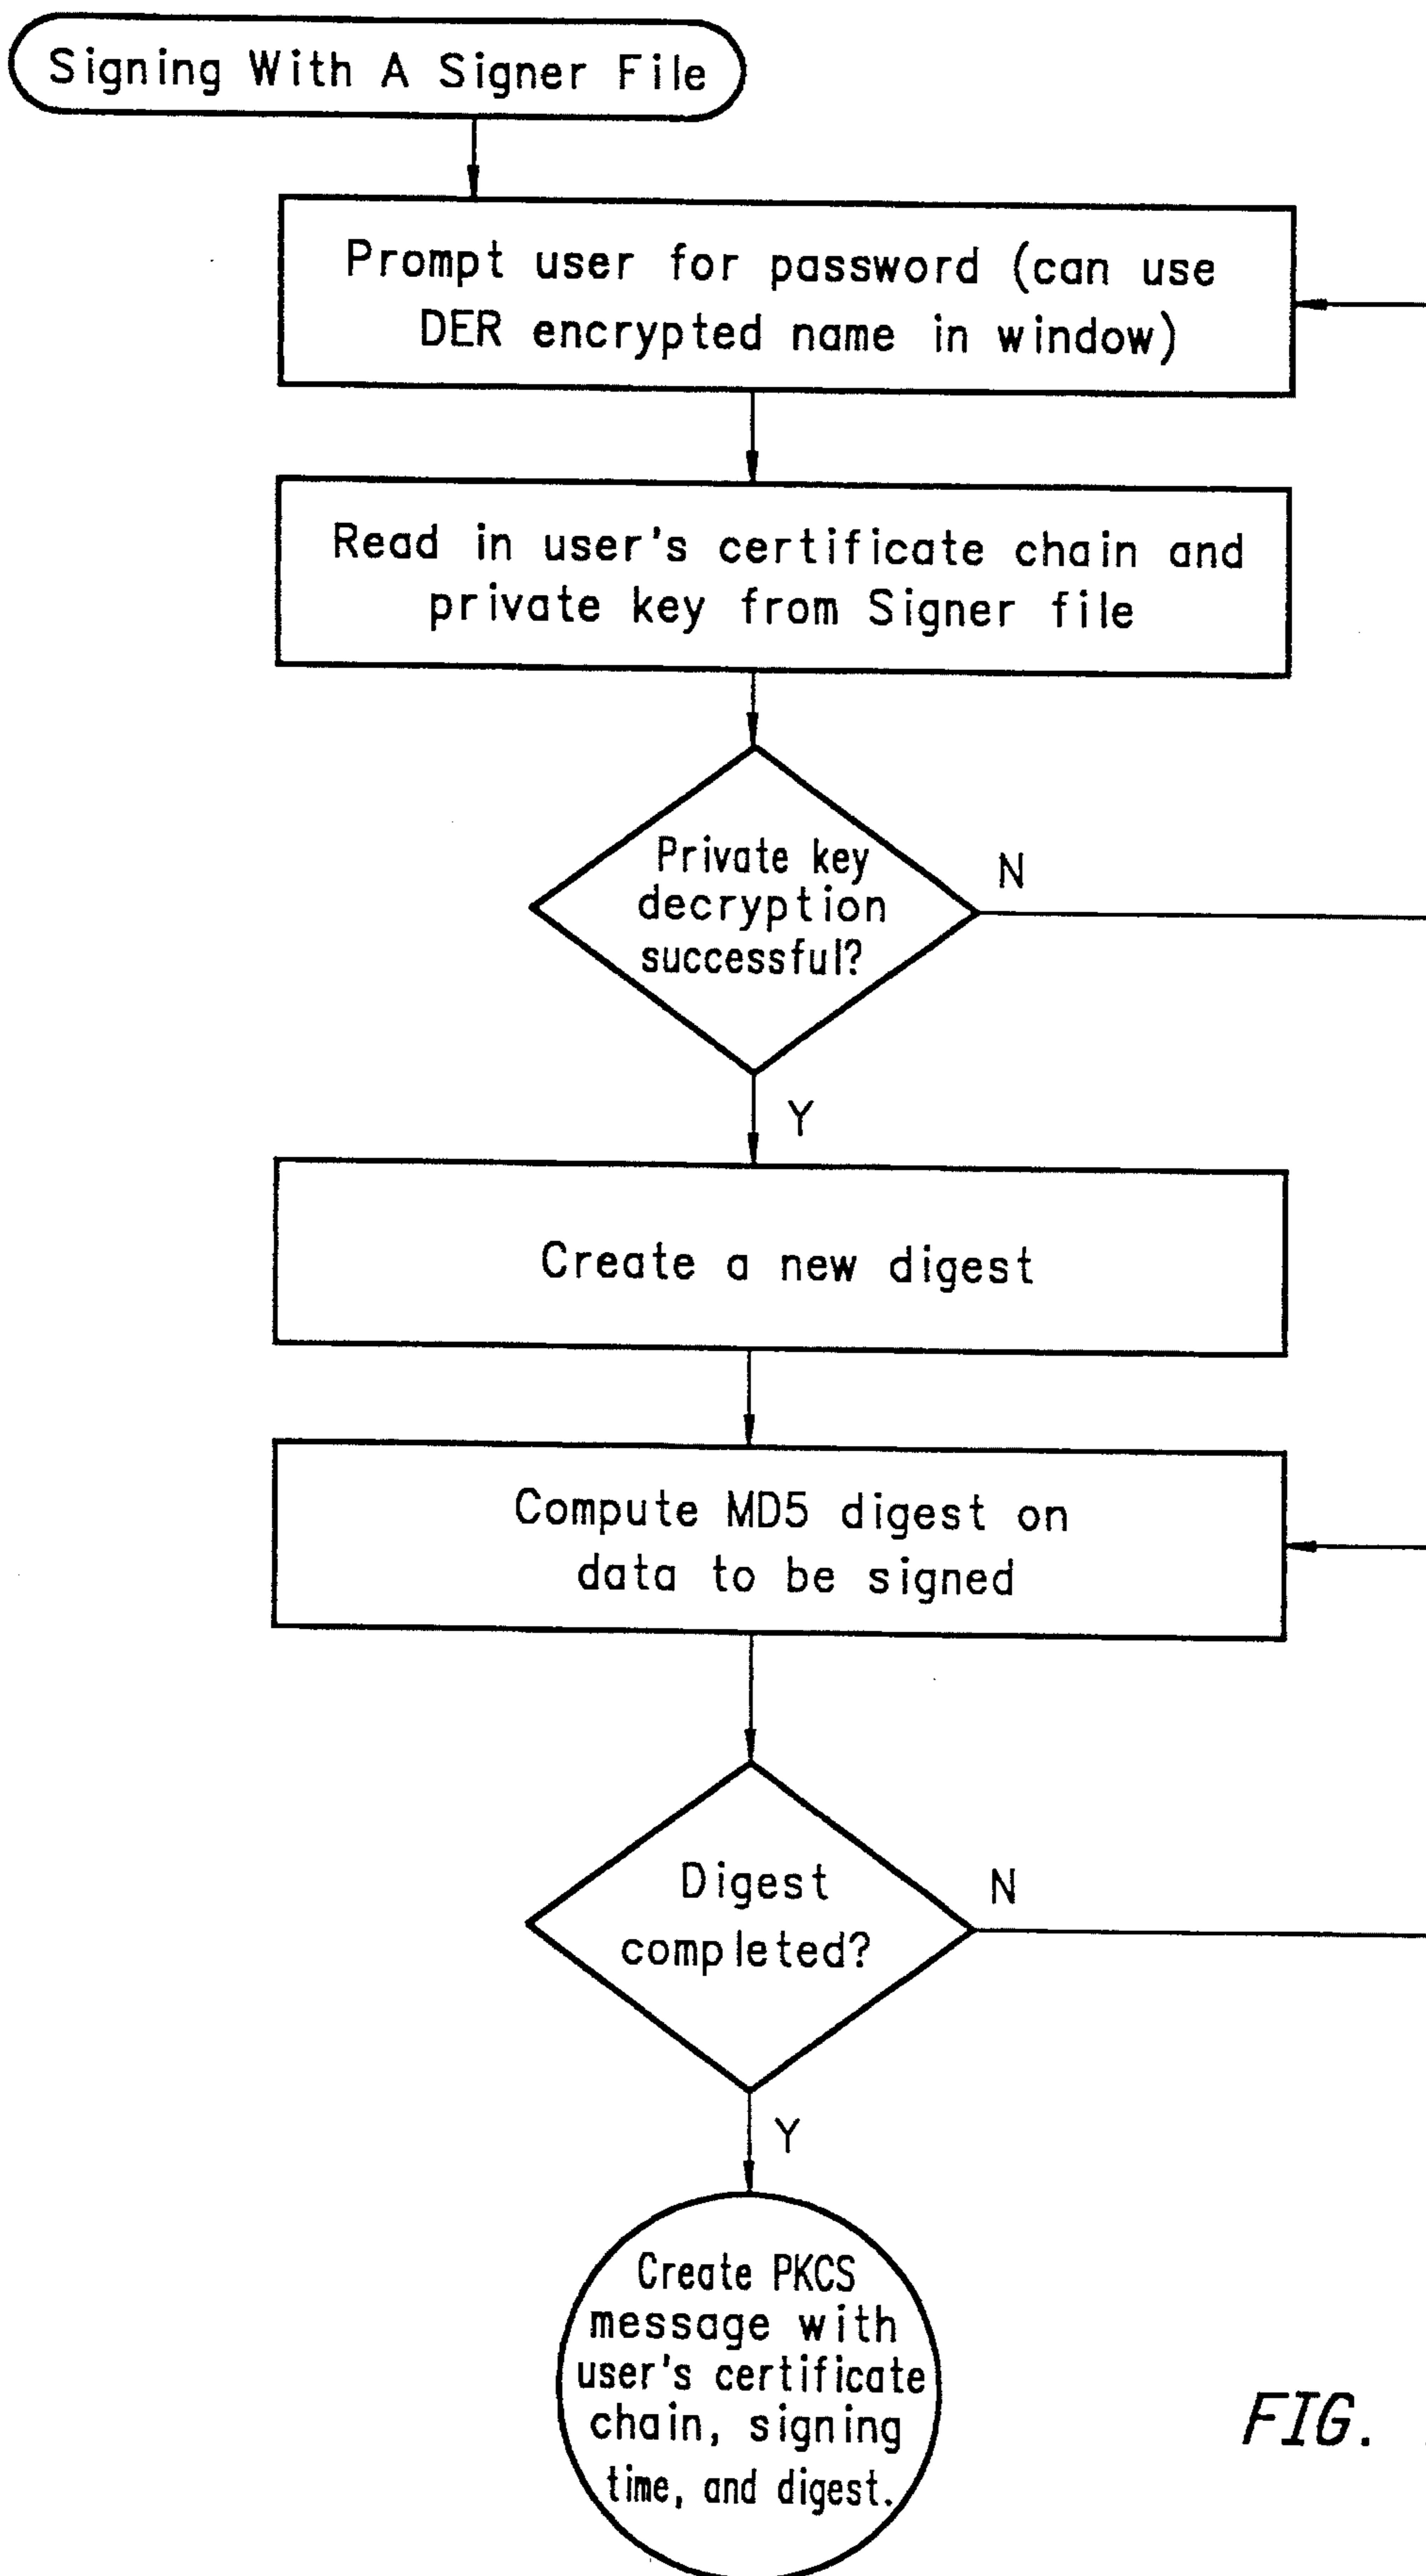 Signing With A Signer File
Prompt user for password (can use
DER encrypted name in window)
Read in user's certificate chain and
private key from Signer file
Private key
decryption
successful?
N
Y
Create a new digest
Compute MD5 digest on
data to be signed
Digest
completed?
N
Y
Create PKCS
message with
user's certificate
chain, signing
time, and digest.
FIG.